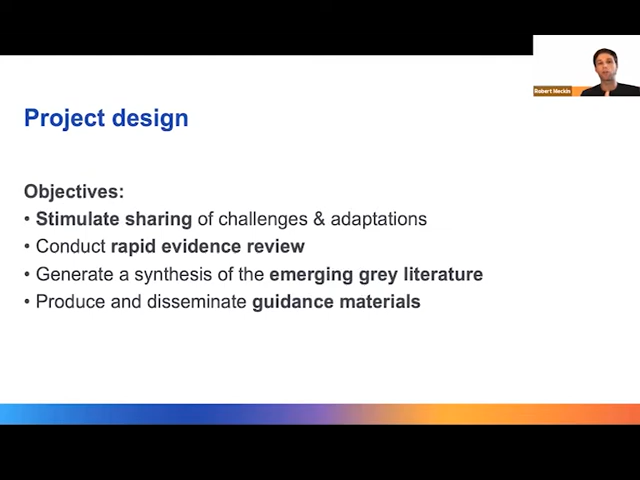 Robert Meckin
Project design
Objectives:
• Stimulate sharing of challenges & adaptations
• Conduct rapid evidence review
• Generate a synthesis of the emerging grey literature
• Produce and disseminate guidance materials